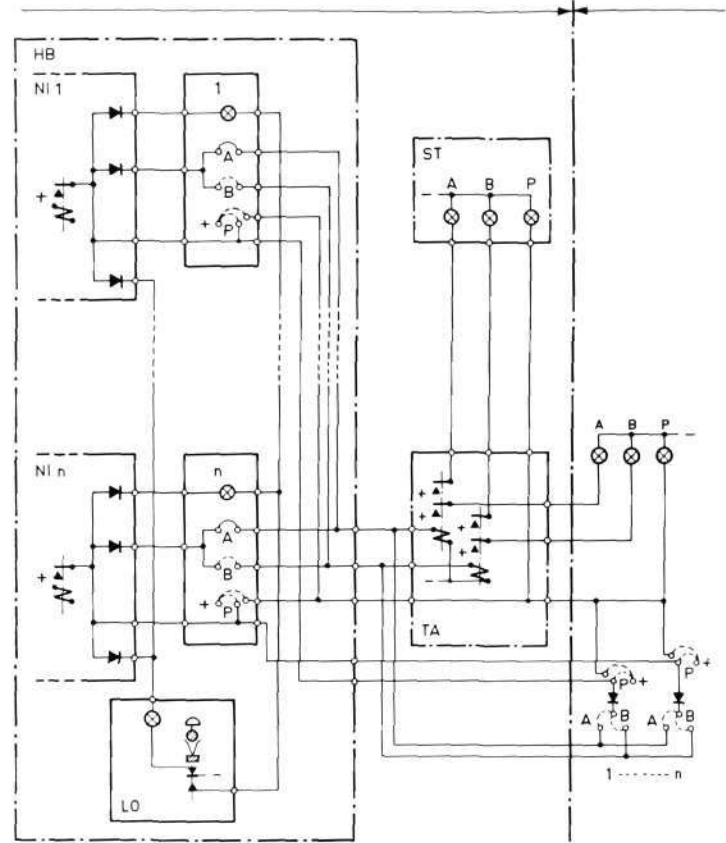 HB
NI 1
1
A
B
+
+
P
ST
A B P
A B P
NI n
n
A
B
+
+
P
+
+
+
+
TA
P +
P +
A B A B
1 ------- n
LO